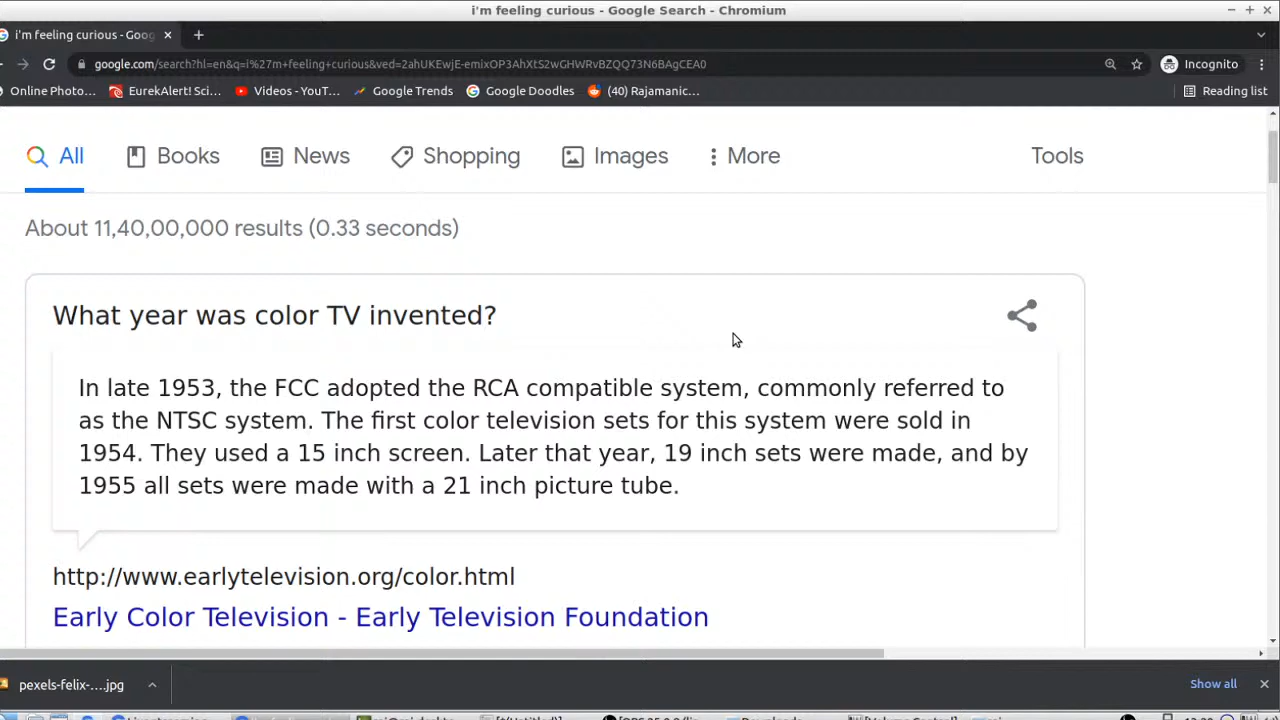 i'm feeling curious - Google Search - Chromium
i'm feeling curious - Goog
google.com/search?hl=en&q=i%27m+feeling+curious&ved=2ahUKEwjE-emixOP3AhXtS2wGHWRvBZQQ73N6BAgCEA0
Incognito
Online Photo... EurekAlert! Sci... Videos - YouT... Google Trends Google Doodles (40) Rajamanic... Reading list
All Books News Shopping Images More Tools
About 11,40,00,000 results (0.33 seconds)
What year was color TV invented?
In late 1953, the FCC adopted the RCA compatible system, commonly referred to
as the NTSC system. The first color television sets for this system were sold in
1954. They used a 15 inch screen. Later that year, 19 inch sets were made, and by
1955 all sets were made with a 21 inch picture tube.
http://www.earlytelevision.org/color.html
Early Color Television - Early Television Foundation
pexels-felix-....jpg Show all